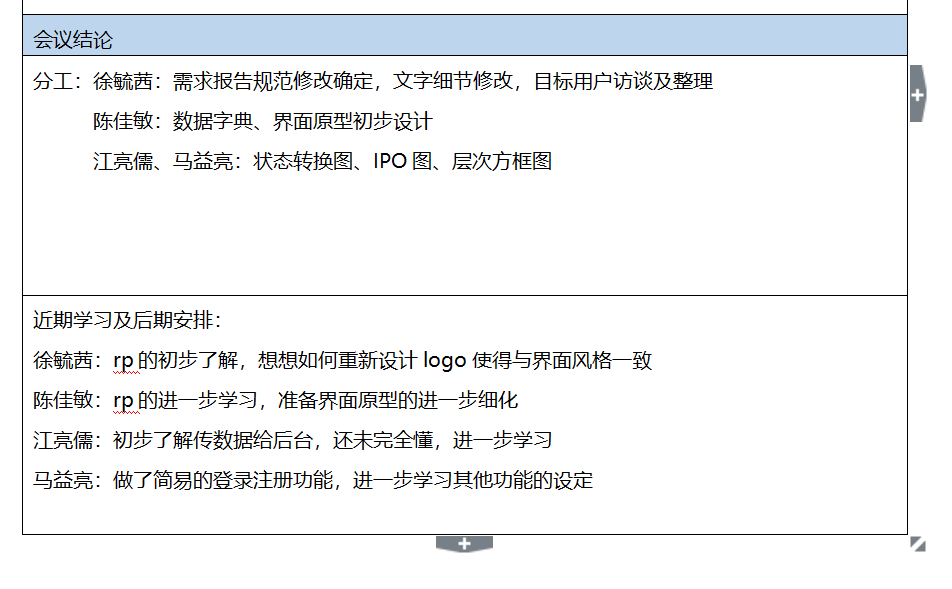 会议结论
分工：徐毓茜：需求报告规范修改确定，文字细节修改，目标用户访谈及整理
陈佳敏：数据字典、界面原型初步设计
江亮儒、马益亮：状态转换图、IPO 图、层次方框图
近期学习及后期安排：
徐毓茜：rp 的初步了解，想想如何重新设计 logo 使得与界面风格一致
陈佳敏：rp 的进一步学习，准备界面原型的进一步细化
江亮儒：初步了解传数据给后台，还未完全懂，进一步学习
马益亮：做了简易的登录注册功能，进一步学习其他功能的设定